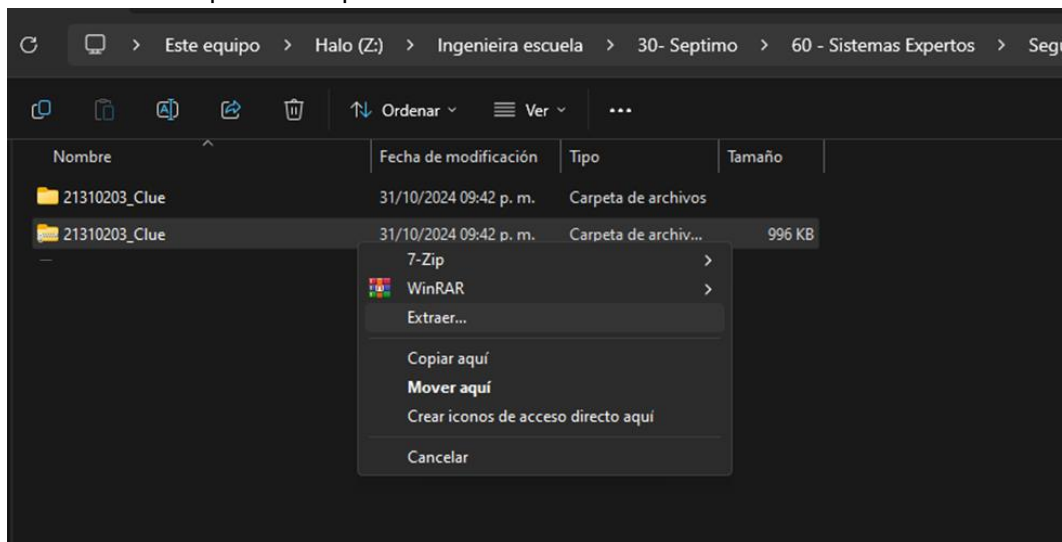 Este equipo > Halo (Z:) > Ingenieira escuela > 30- Septimo > 60 - Sistemas Expertos >
Ordenar Ver ...
Nombre Fecha de modificación Tipo Tamaño
21310203_Clue 31/10/2024 09:42 p. m. Carpeta de archivos
21310203_Clue 31/10/2024 09:42 p. m. Carpeta de archiv... 996 KB
7-Zip >
WinRAR >
Extraer...
Copiar aquí
Mover aquí
Crear iconos de acceso directo aquí
Cancelar